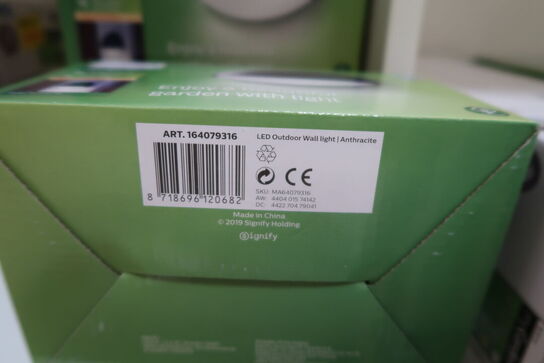 garden with light
ART. 164079316
LED Outdoor Wall light | Anthracite
8 718696 120682
CE
SKU: MA64079316
AW: 4404 015 74142
DC: 4422 704 79041
Made in China
© 2019 Signify Holding
Signify